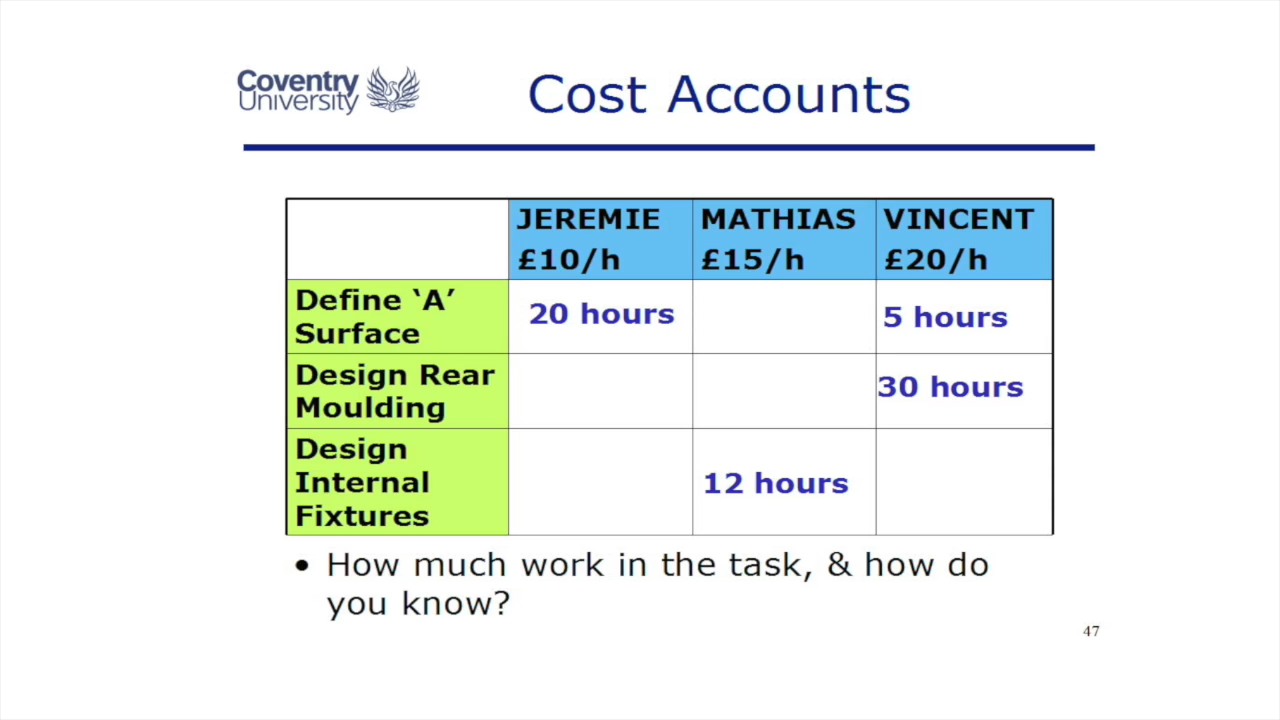 Coventry
University
Cost Accounts
JEREMIE
£10/h
MATHIAS
£15/h
VINCENT
£20/h
Define ‘A’
Surface
20 hours
5 hours
Design Rear
Moulding
30 hours
Design
Internal
Fixtures
12 hours
• How much work in the task, & how do
you know?
47